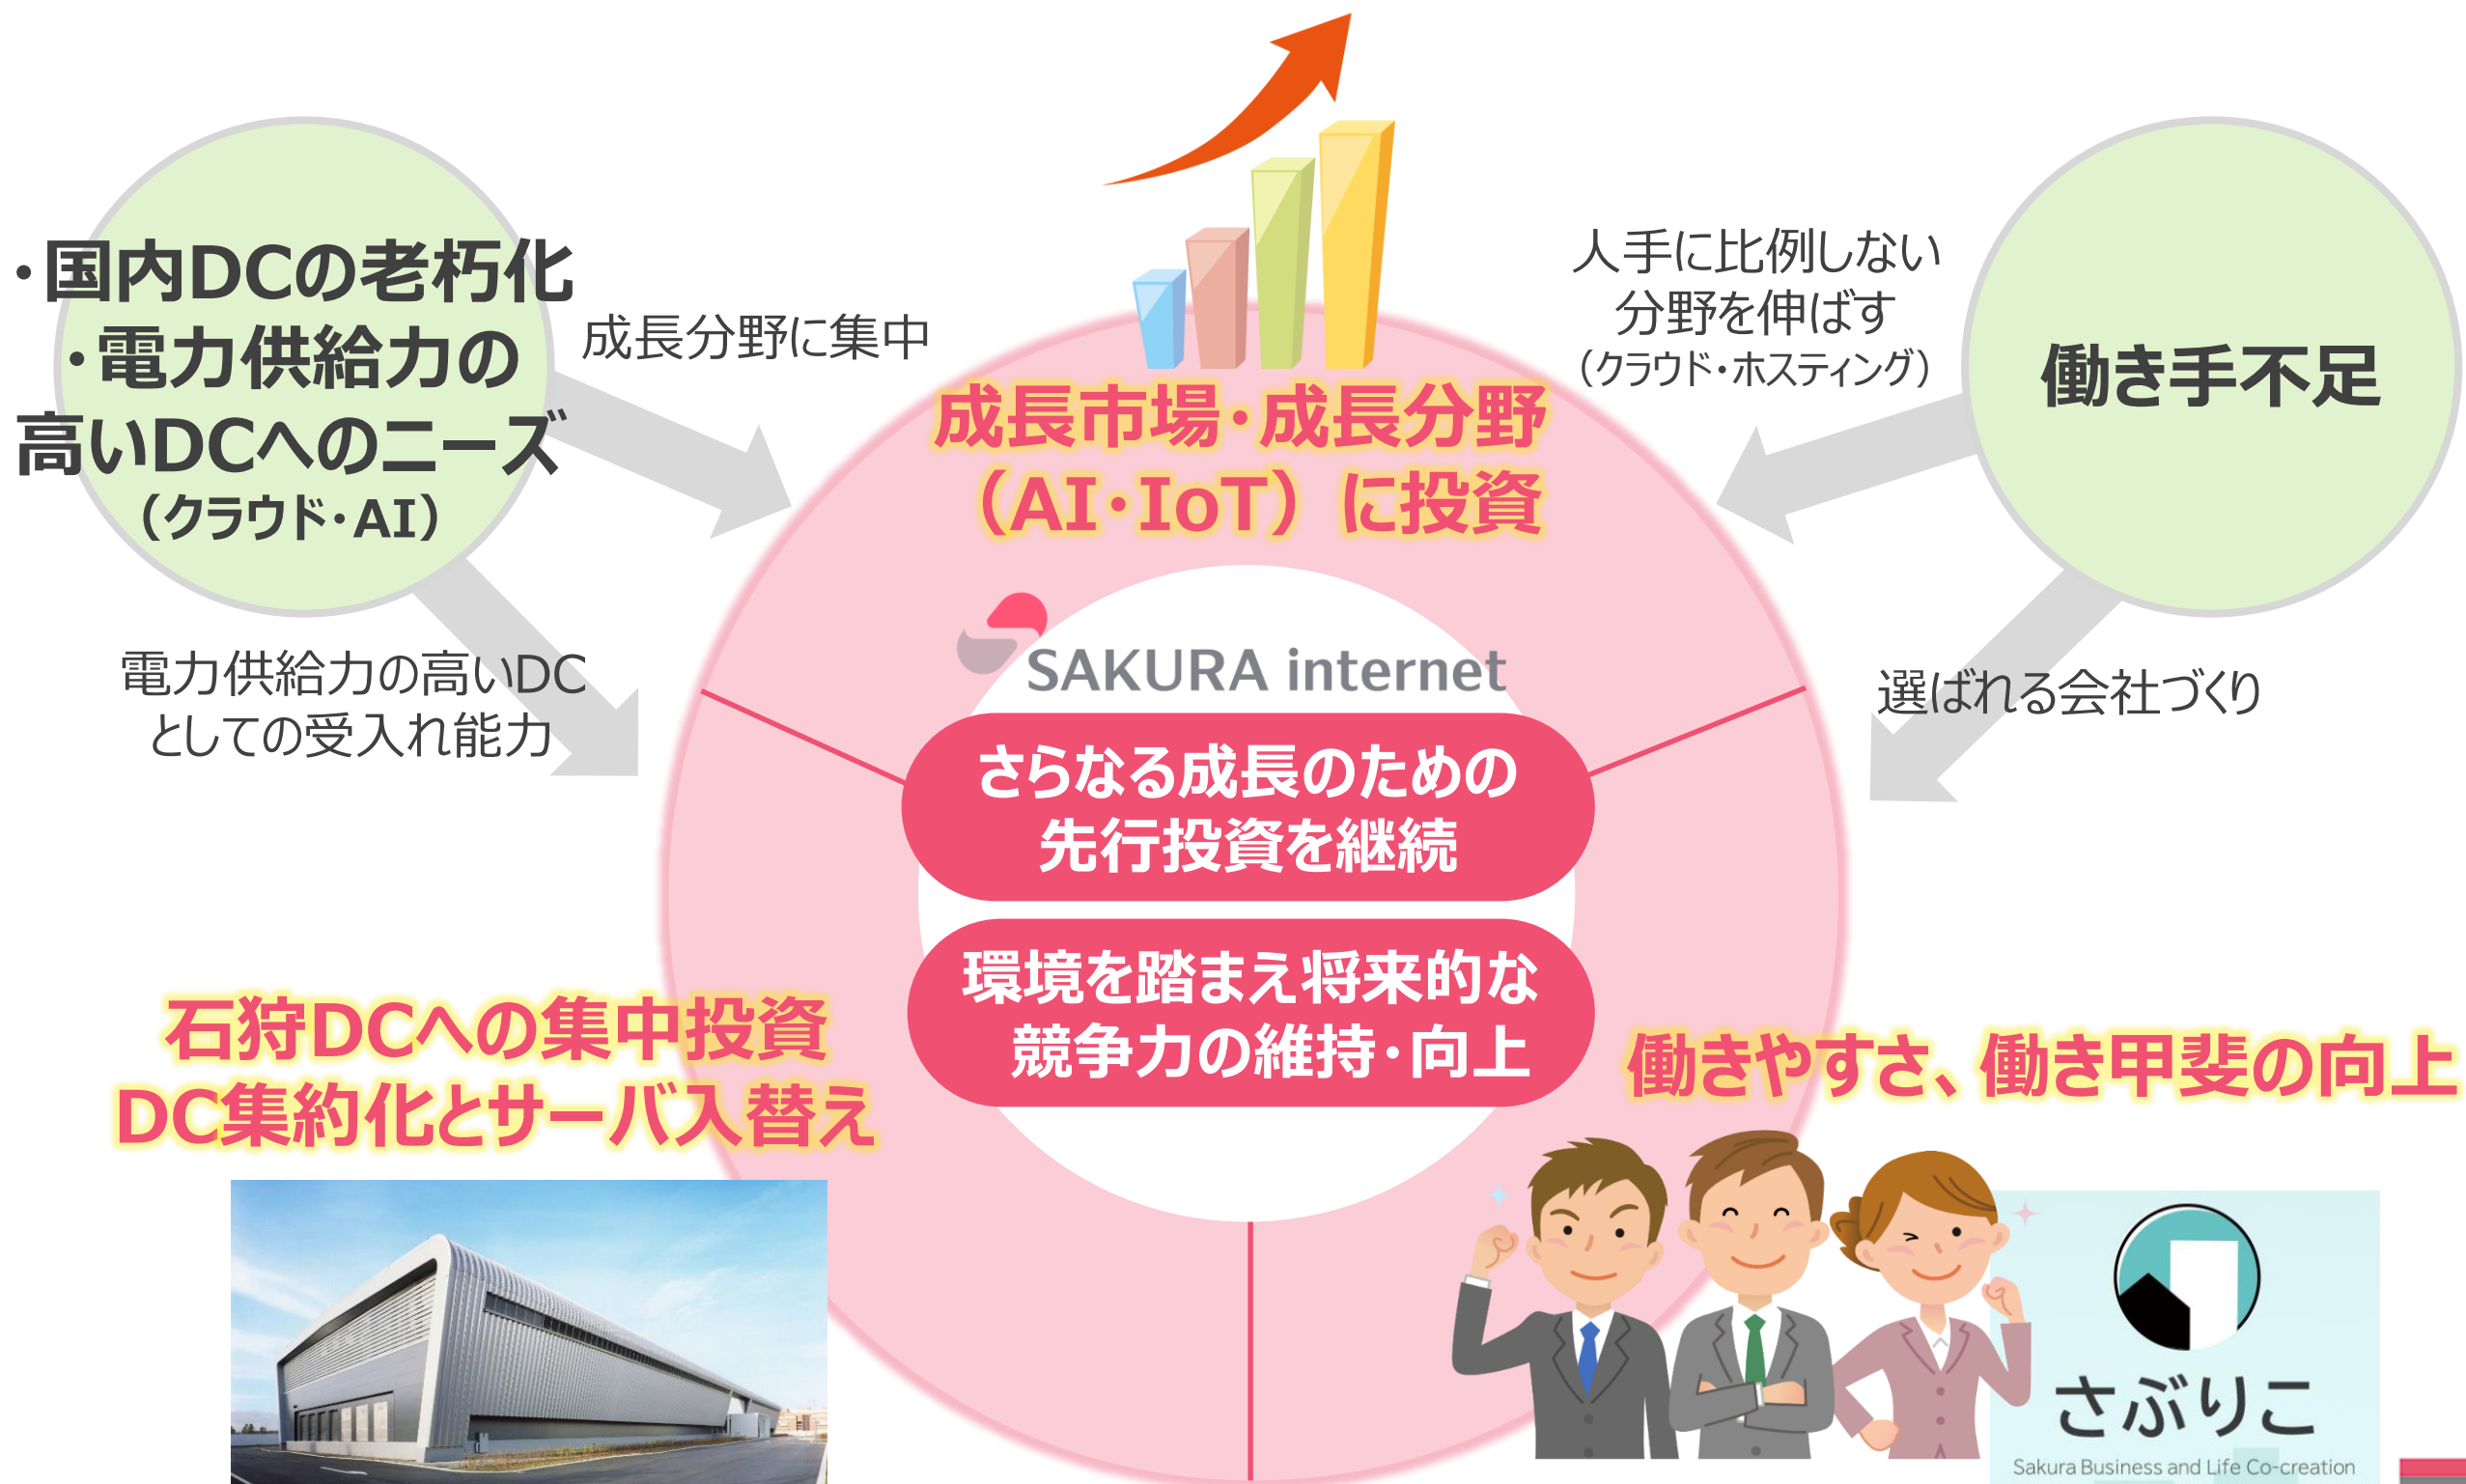 ・国内DCの老朽化
・電力供給力の
高いDCへのニーズ
（クラウド・AI）
成長分野に集中
電力供給力の高いDC
としての受入れ能力
人手に比例しない
分野を伸ばす
（クラウド・ホスティング）
働き手不足
選ばれる会社づくり
成長市場・成長分野
（AI・IoT）に投資
SAKURA internet
さらなる成長のための
先行投資を継続
環境を踏まえ将来的な
競争力の維持・向上
石狩DCへの集中投資
DC集約化とサーバ入替え
働きやすさ、働き甲斐の向上
さぶりこ
Sakura Business and Life Co-creation